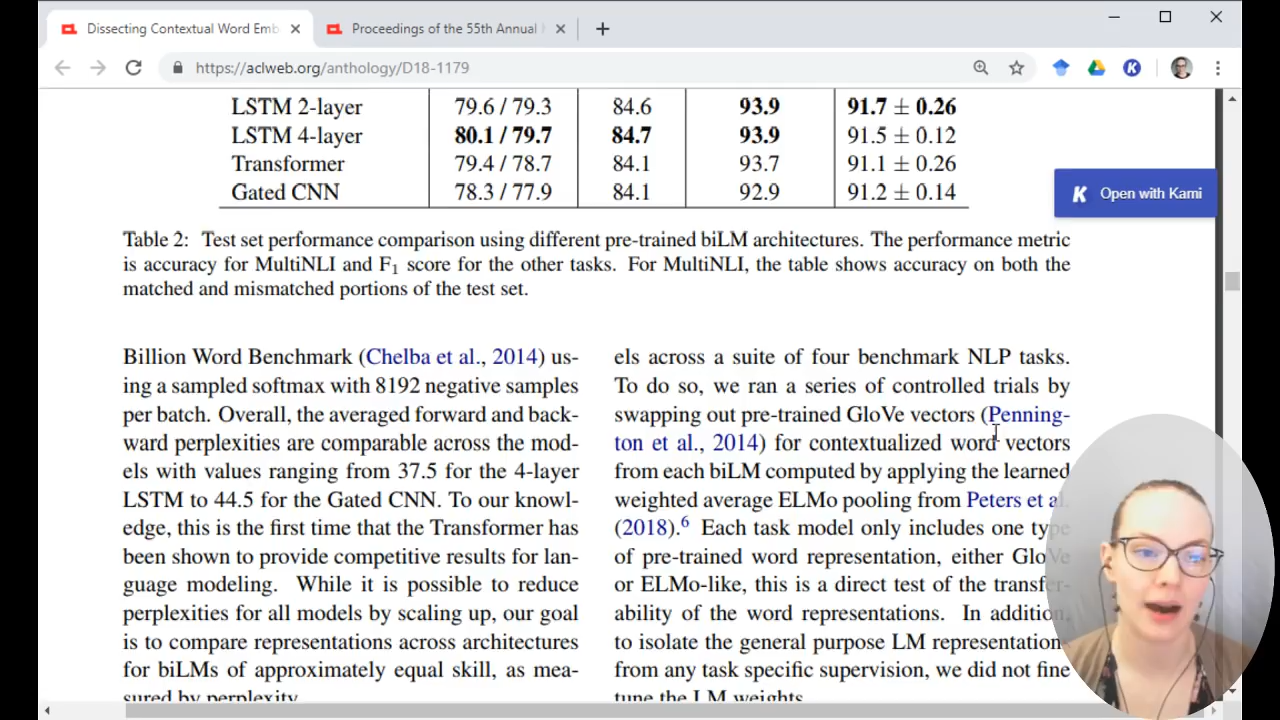 Dissecting Contextual Word Emb
Proceedings of the 55th Annual
https://aclweb.org/anthology/D18-1179
LSTM 2-layer 79.6 / 79.3 84.6 93.9 91.7 ± 0.26
LSTM 4-layer 80.1 / 79.7 84.7 93.9 91.5 ± 0.12
Transformer 79.4 / 78.7 84.1 93.7 91.1 ± 0.26
Gated CNN 78.3 / 77.9 84.1 92.9 91.2 ± 0.14
K Open with Kami
Table 2: Test set performance comparison using different pre-trained biLM architectures. The performance metric
is accuracy for MultiNLI and F1 score for the other tasks. For MultiNLI, the table shows accuracy on both the
matched and mismatched portions of the test set.
Billion Word Benchmark (Chelba et al., 2014) us-
ing a sampled softmax with 8192 negative samples
per batch. Overall, the averaged forward and back-
ward perplexities are comparable across the mod-
els with values ranging from 37.5 for the 4-layer
LSTM to 44.5 for the Gated CNN. To our knowl-
edge, this is the first time that the Transformer has
been shown to provide competitive results for lan-
guage modeling. While it is possible to reduce
perplexities for all models by scaling up, our goal
is to compare representations across architectures
for biLMs of approximately equal skill, as mea-
sured by perplexity
els across a suite of four benchmark NLP tasks.
To do so, we ran a series of controlled trials by
swapping out pre-trained GloVe vectors (Penning-
ton et al., 2014) for contextualized word vectors
from each biLM computed by applying the learned
weighted average ELMo pooling from Peters et al.
(2018).6 Each task model only includes one type
of pre-trained word representation, either GloVe
or ELMo-like, this is a direct test of the transfer-
ability of the word representations. In addition,
to isolate the general purpose LM representation
from any task specific supervision, we did not fine
tune the LM weights